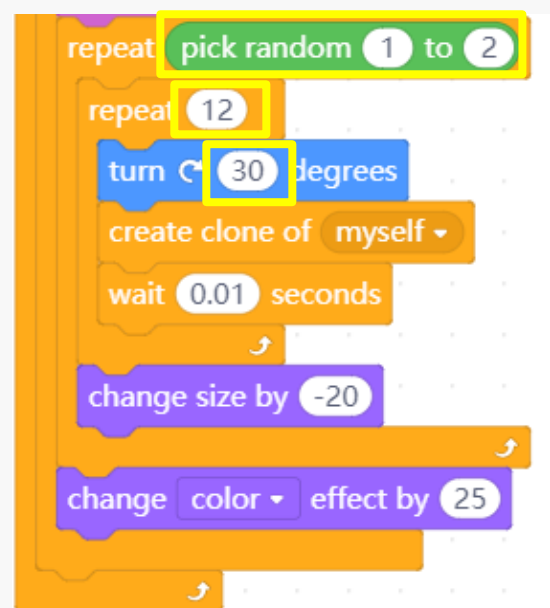 repeat pick random 1 to 2
repeat 12
turn 30 degrees
create clone of myself
wait 0.01 seconds
change size by -20
change color effect by 25